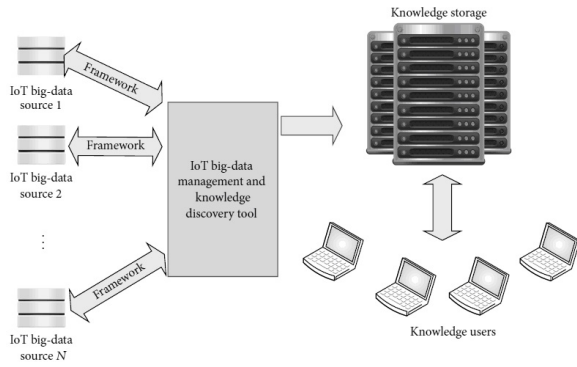 Knowledge storage
Framework
IoT big-data
source 1
Framework
IoT big-data
source 2
IoT big-data
management and
knowledge
discovery tool
⋮
Framework
IoT big-data
source N
Knowledge users